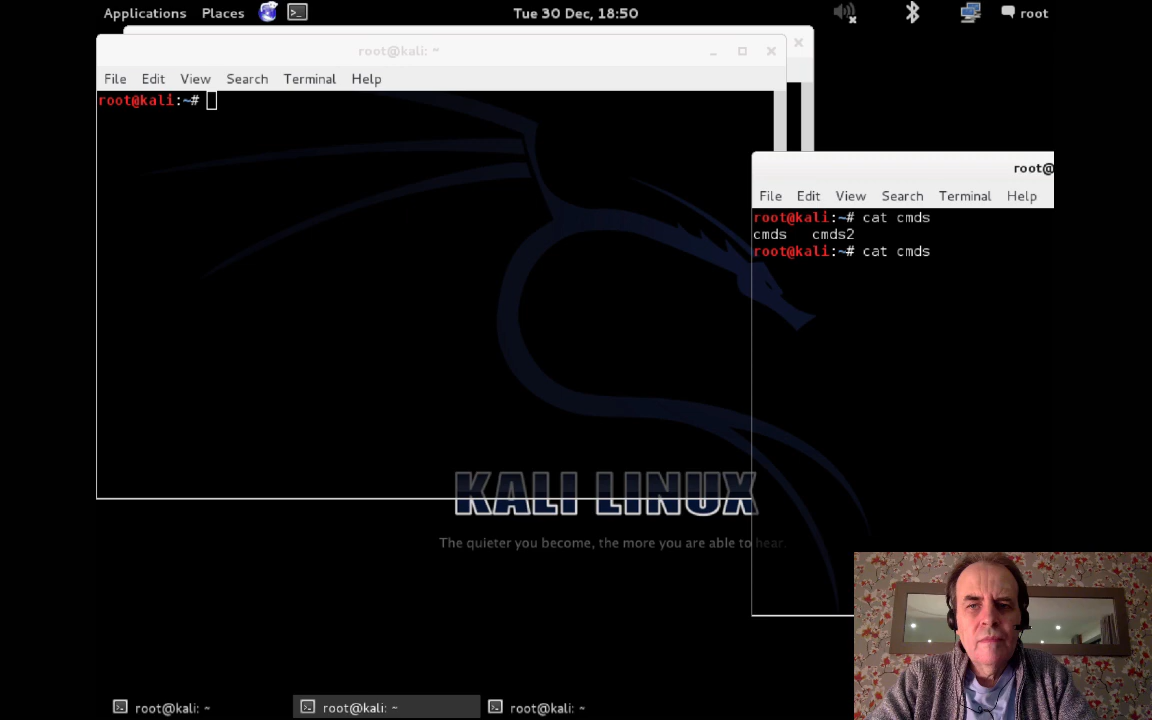 Applications Places Tue 30 Dec, 18:50 root
root@kali: ~
File Edit View Search Terminal Help
root@kali:~#
root@
File Edit View Search Terminal Help
root@kali:~# cat cmds
cmds cmds2
root@kali:~# cat cmds
KALI LINUX
The quieter you become, the more you are able to hear.
root@kali: ~ root@kali: ~ root@kali: ~